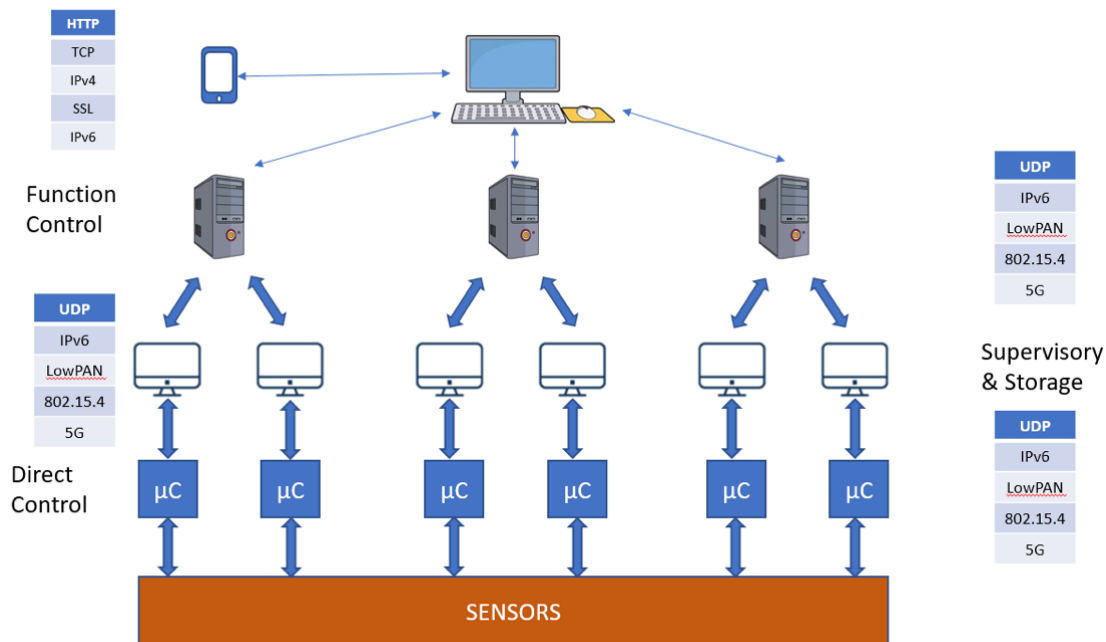 HTTP
TCP
IPv4
SSL
IPv6
Function
Control
UDP
IPv6
LowPAN
802.15.4
5G
UDP
IPv6
LowPAN
802.15.4
5G
Supervisory
& Storage
Direct
Control
UDP
IPv6
LowPAN
802.15.4
5G
μC
μC
μC
μC
μC
μC
SENSORS